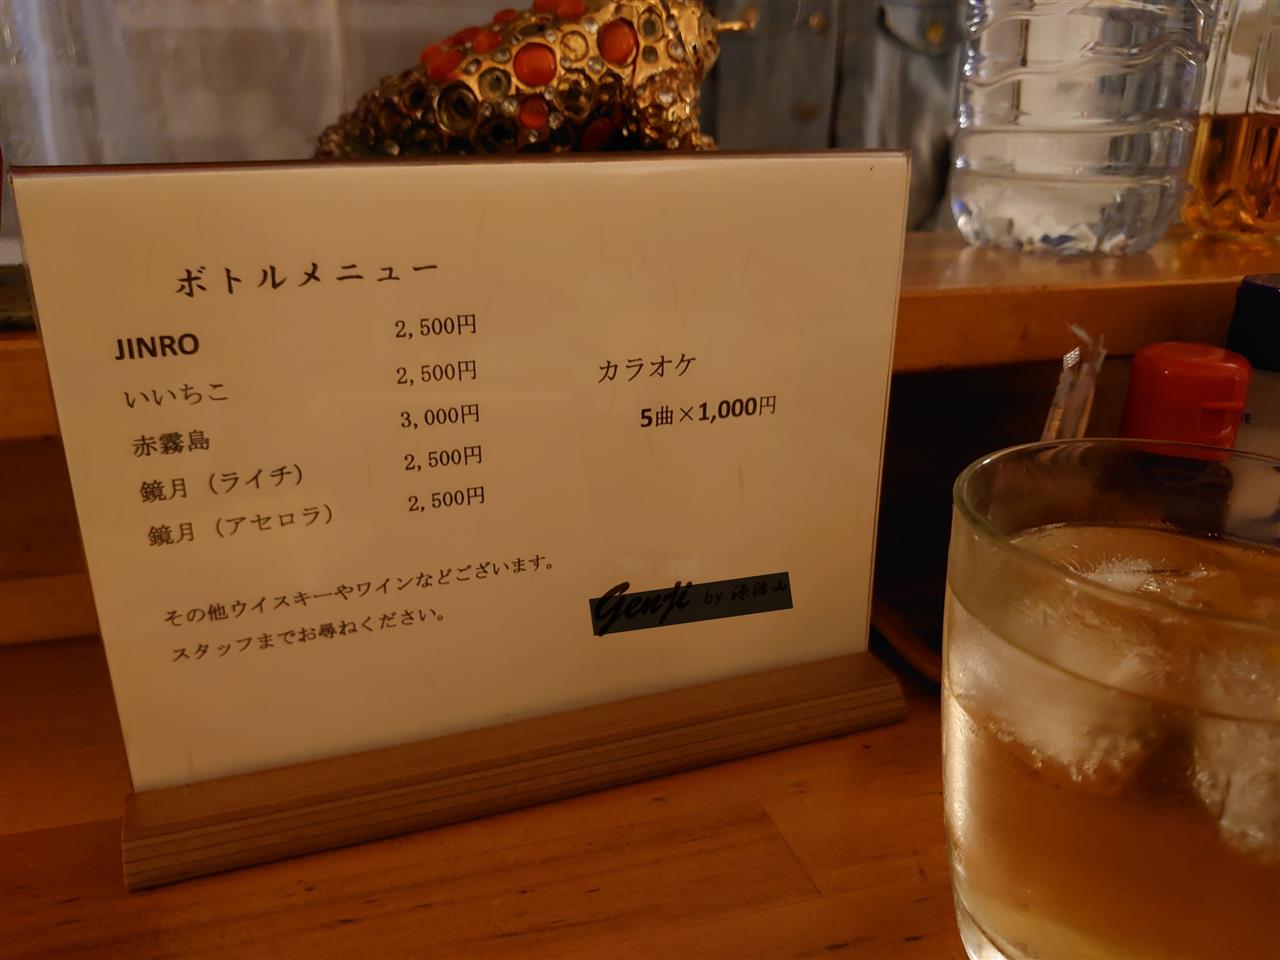 ボトルメニュー
JINRO 2,500円
いいちこ 2,500円
赤霧島 3,000円
鏡月（ライチ） 2,500円
鏡月（アセロラ） 2,500円
その他ウイスキーやワインなどございます。
スタッフまでお尋ねください。
カラオケ
5曲×1,000円
Genji by